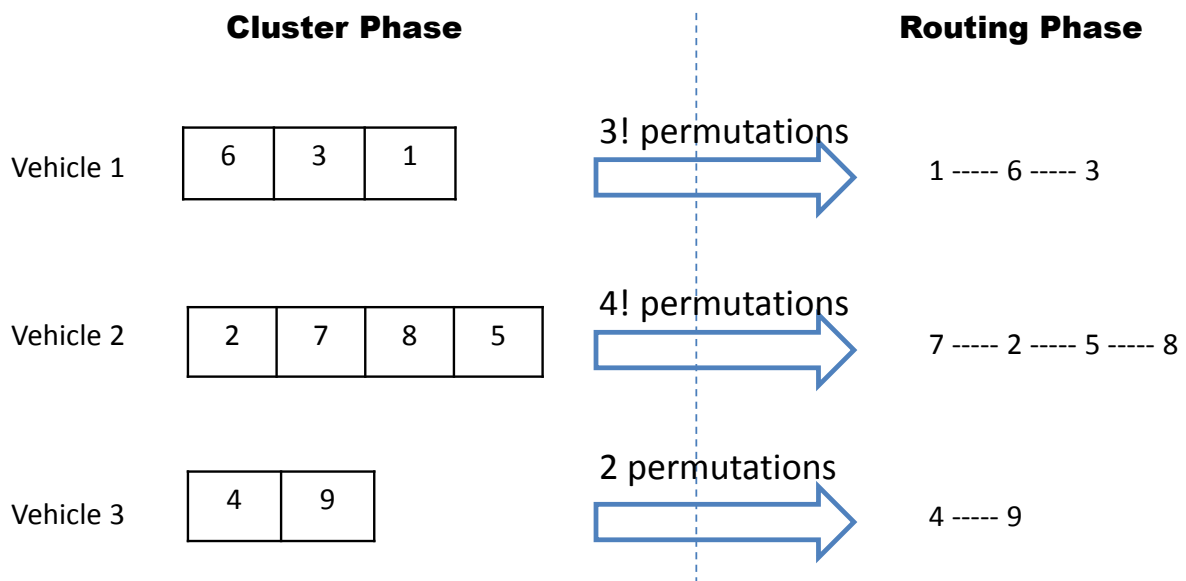 Cluster Phase
Routing Phase
Vehicle 1
6 3 1
3! permutations
1 ----- 6 ----- 3
Vehicle 2
2 7 8 5
4! permutations
7 ----- 2 ----- 5 ----- 8
Vehicle 3
4 9
2 permutations
4 ----- 9